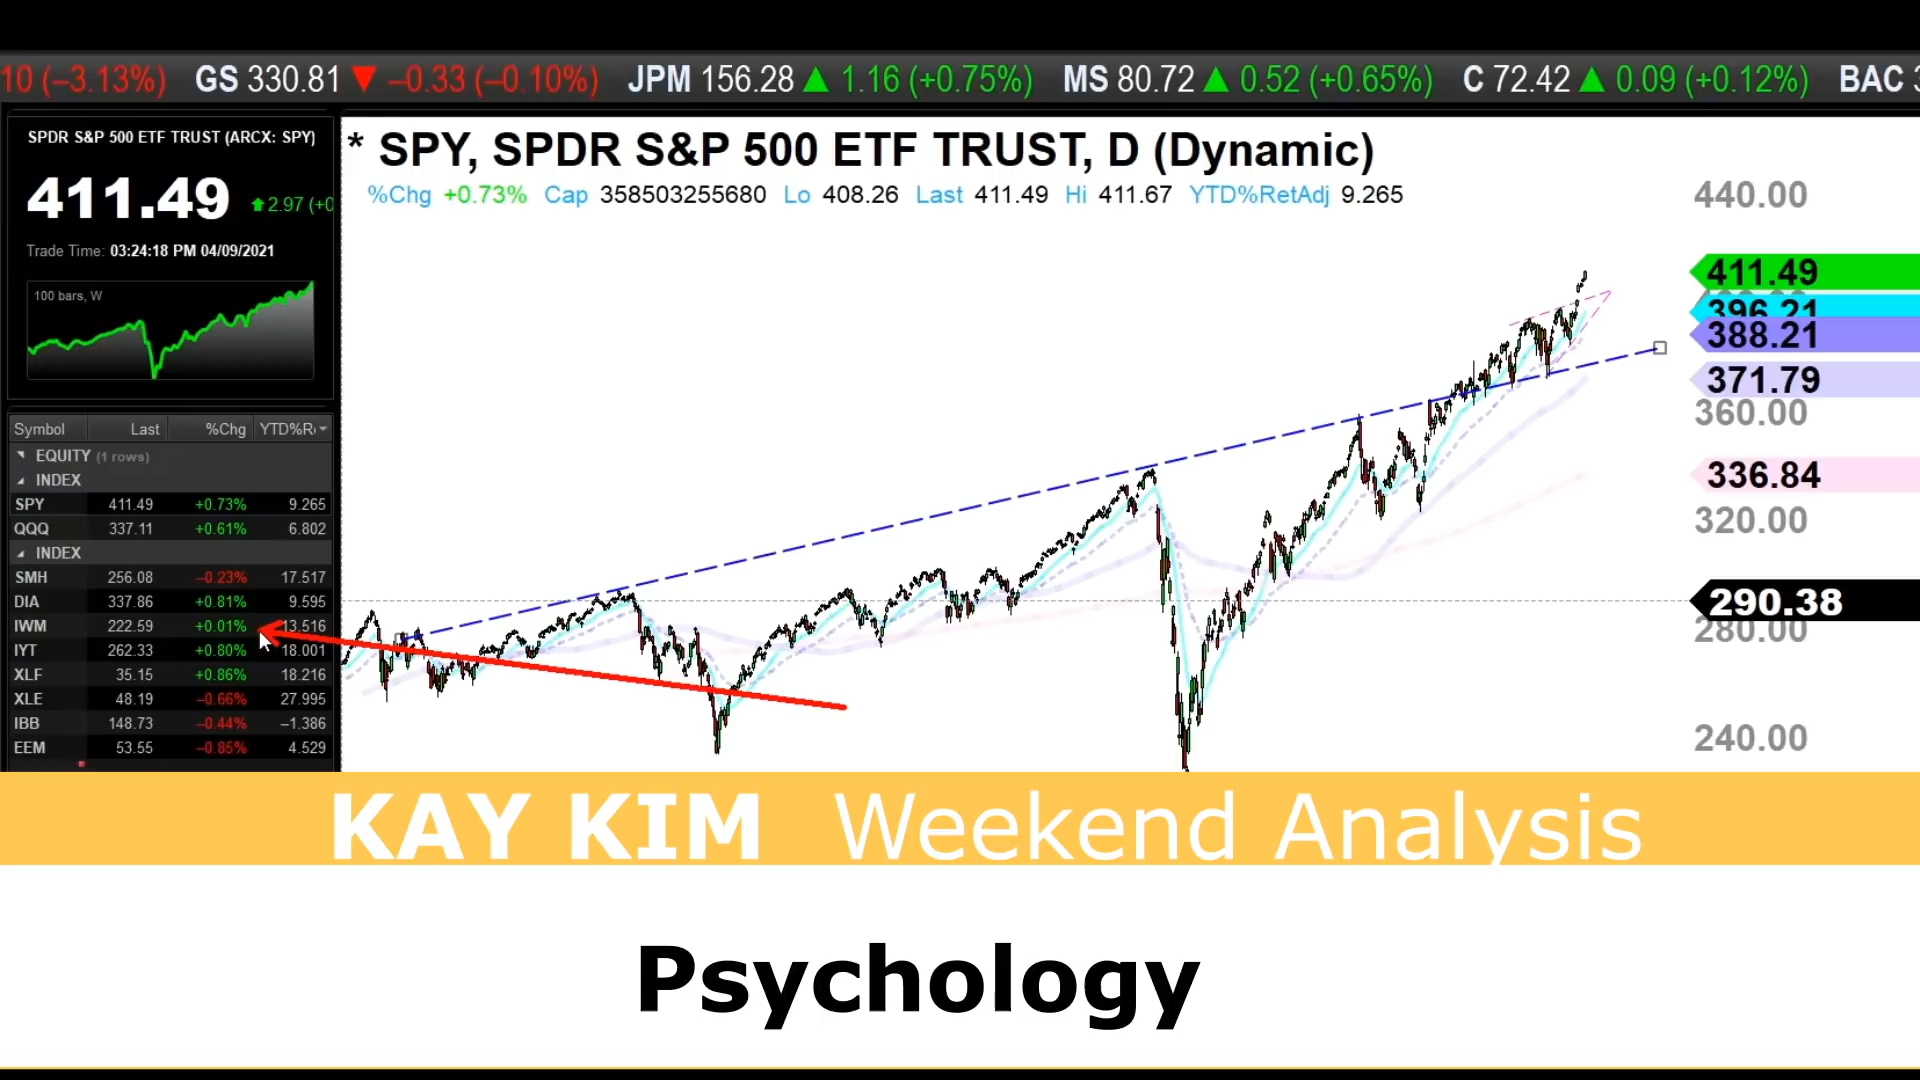 10 (–3.13%) GS 330.81 ▼ –0.33 (–0.10%) JPM 156.28 ▲ 1.16 (+0.75%) MS 80.72 ▲ 0.52 (+0.65%) C 72.42 ▲ 0.09 (+0.12%) BAC
SPDR S&P 500 ETF TRUST (ARCX: SPY)
411.49 2.97 (+0
Trade Time: 03:24:18 PM 04/09/2021
100 bars, W
* SPY, SPDR S&P 500 ETF TRUST, D (Dynamic)
%Chg +0.73% Cap 358503255680 Lo 408.26 Last 411.49 Hi 411.67 YTD%RetAdj 9.265
440.00
411.49
396.21
388.21
371.79
360.00
336.84
320.00
290.38
280.00
240.00
Symbol Last %Chg YTD%R
EQUITY (1 rows)
INDEX
SPY 411.49 +0.73% 9.265
QQQ 337.11 +0.61% 6.802
INDEX
SMH 256.08 –0.23% 17.517
DIA 337.86 +0.81% 9.595
IWM 222.59 +0.01% 13.516
IYT 262.33 +0.80% 18.001
XLF 35.15 +0.86% 18.216
XLE 48.19 –0.66% 27.995
IBB 148.73 –0.44% –1.386
EEM 53.55 –0.85% 4.529
KAY KIM Weekend Analysis
Psychology